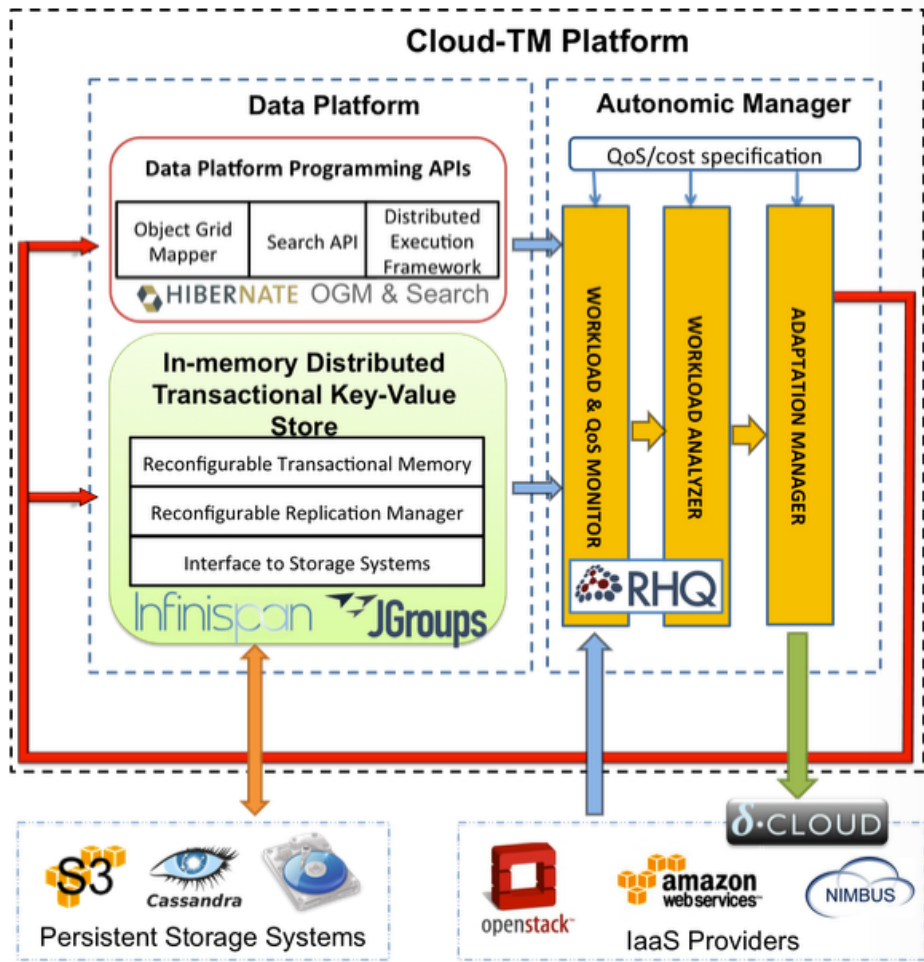 Cloud-TM Platform
Data Platform
Data Platform Programming APIs
Object Grid
Mapper
Search API
Distributed
Execution
Framework
HIBERNATE OGM & Search
In-memory Distributed
Transactional Key-Value
Store
Reconfigurable Transactional Memory
Reconfigurable Replication Manager
Interface to Storage Systems
Infinispan
JGroups
Autonomic Manager
QoS/cost specification
WORKLOAD & QoS MONITOR
WORKLOAD ANALYZER
ADAPTATION MANAGER
RHQ
S3
Cassandra
Persistent Storage Systems
δ-CLOUD
openstack™
amazon
webservices™
NIMBUS
IaaS Providers